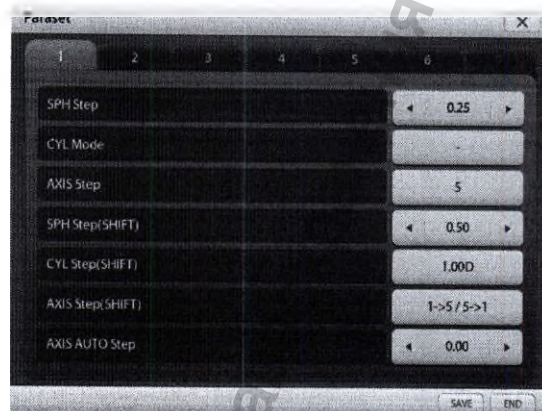 Paraset X
1 2 3 4 5 6
SPH Step ◄ 0.25 ►
CYL Mode -
AXIS Step 5
SPH Step(SHIFT) ◄ 0.50 ►
CYL Step(SHIFT) 1.00D
AXIS Step(SHIFT) 1->5 / 5->1
AXIS AUTO Step ◄ 0.00 ►
SAVE END